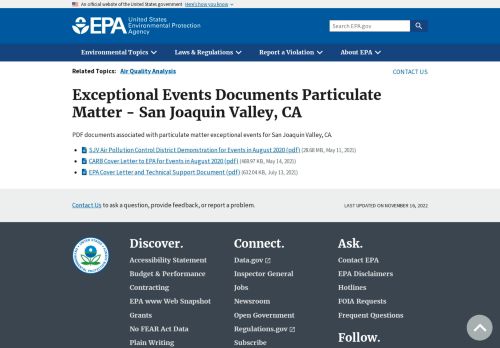 An official website of the United States government Here's how you know
EPA United States
Environmental Protection
Agency
Search EPA.gov
Environmental Topics Laws & Regulations Report a Violation About EPA
Related Topics: Air Quality Analysis CONTACT US
Exceptional Events Documents Particulate
Matter - San Joaquin Valley, CA
PDF documents associated with particulate matter exceptional events for San Joaquin Valley, CA
SJV Air Pollution Control District Demonstration for Events in August 2020 (pdf) (28.68 MB, May 11, 2021)
CARB Cover Letter to EPA for Events in August 2020 (pdf) (488.97 KB, May 14, 2021)
EPA Cover Letter and Technical Support Document (pdf) (632.04 KB, July 13, 2021)
Contact Us to ask a question, provide feedback, or report a problem. LAST UPDATED ON NOVEMBER 16, 2022
Discover. Connect. Ask.
Accessibility Statement Data.gov Contact EPA
Budget & Performance Inspector General EPA Disclaimers
Contracting Jobs Hotlines
EPA www Web Snapshot Newsroom FOIA Requests
Grants Open Government Frequent Questions
No FEAR Act Data Regulations.gov Follow.
Plain Writing Subscribe